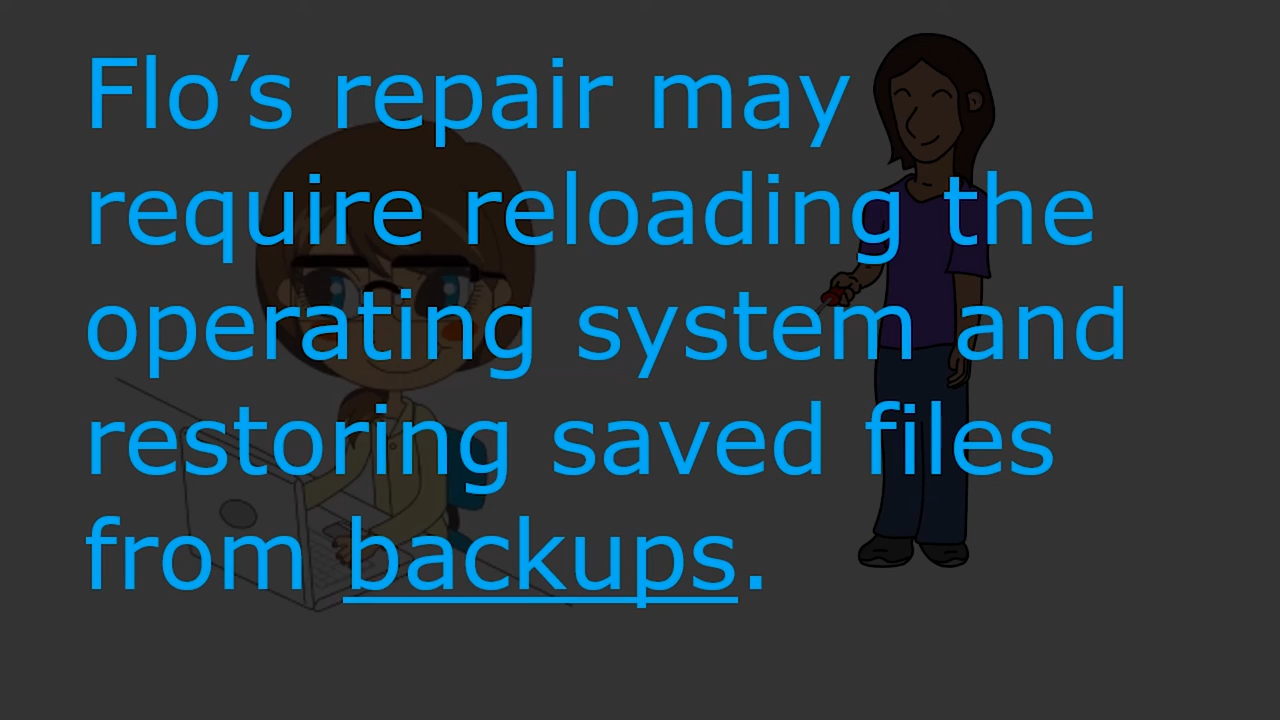 Flo’s repair may
require reloading the
operating system and
restoring saved files
from backups.